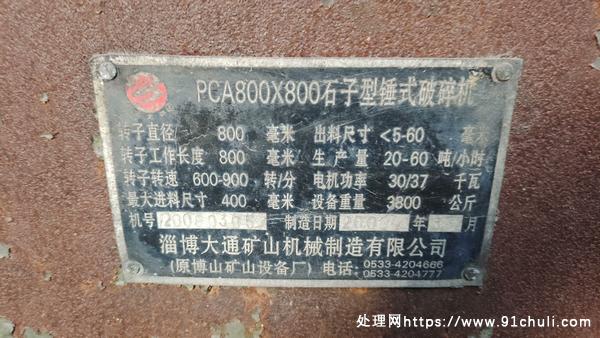 PCA800X800石子型锤式破碎机
转子直径 800 毫米 出料尺寸 <5-60 毫米
转子工作长度 800 毫米 生产量 20-60 吨/小时
转子转速 600-900 转/分 电机功率 30/37 千瓦
最大进料尺寸 400 毫米 设备重量 3800 公斤
机号 制造日期 年 月
淄博大通矿山机械制造有限公司
(原博山矿山设备厂) 电话: 0533-4204666
0533-4204777
处理网https://www.91chuli.com/